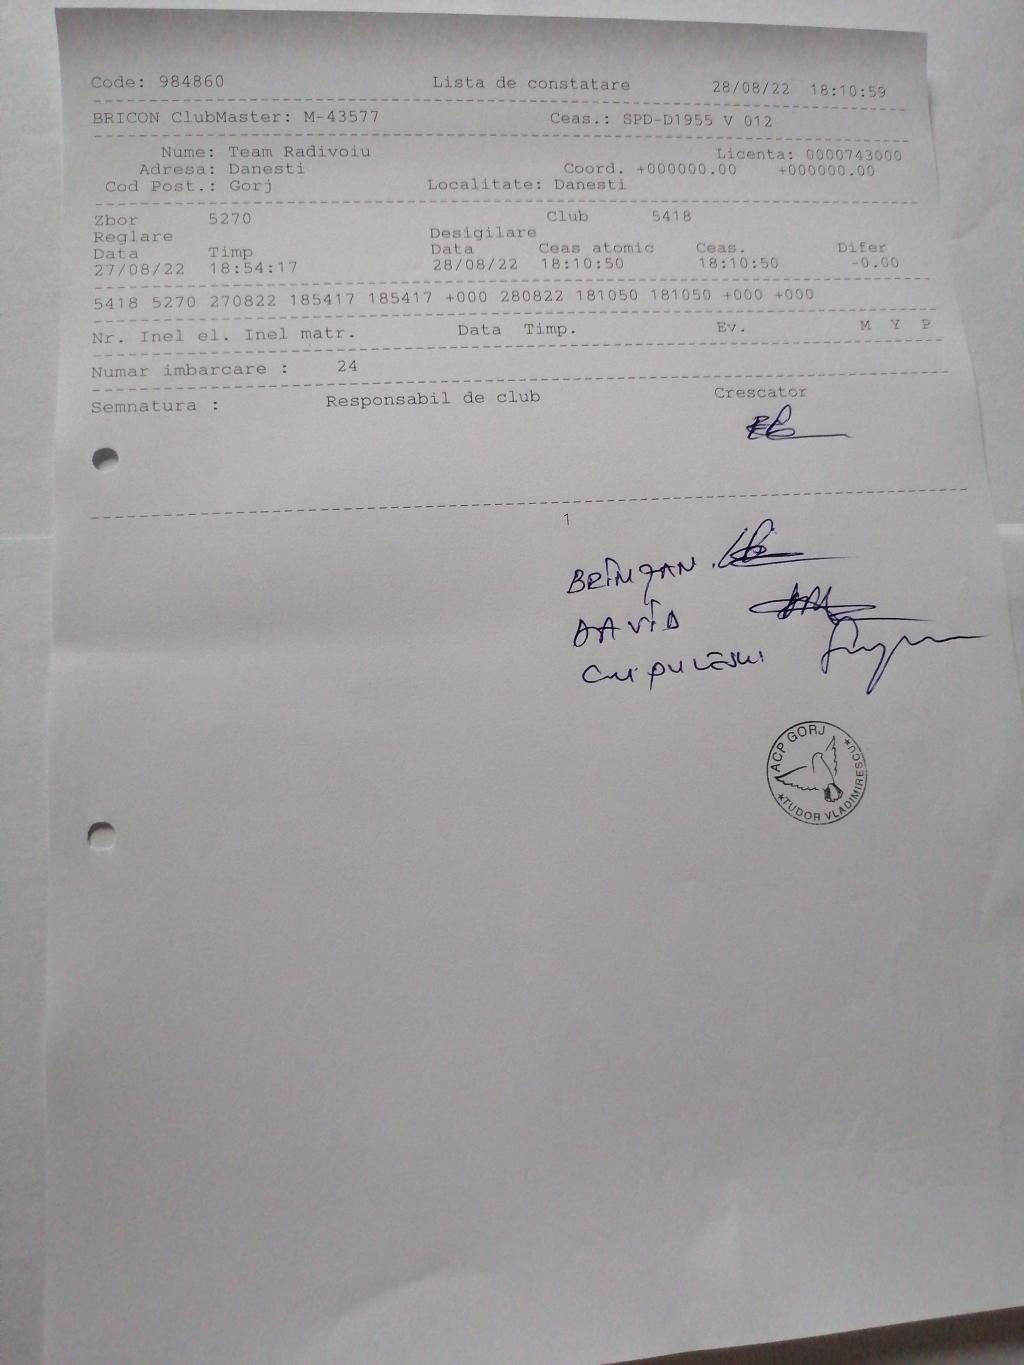 Code: 984860 Lista de constatare 28/08/22 18:10:59
BRICON ClubMaster: M-43577 Ceas.: SPD-D1955 V 012
Nume: Team Radivoiu Licenta: 0000743000
Adresa: Danesti Coord. +000000.00 +000000.00
Cod Post.: Gorj Localitate: Danesti
Zbor 5270 Club 5418
Reglare Desigilare
Data Timp Data Ceas atomic Ceas. Difer
27/08/22 18:54:17 28/08/22 18:10:50 18:10:50 -0.00
5418 5270 270822 185417 185417 +000 280822 181050 181050 +000 +000
Nr. Inel el. Inel matr. Data Timp. Ev. M Y P
Numar imbarcare : 24
Semnatura : Responsabil de club Crescator
1
DAVID
ACP GORJ
*TUDOR VLADIMIRESCU*